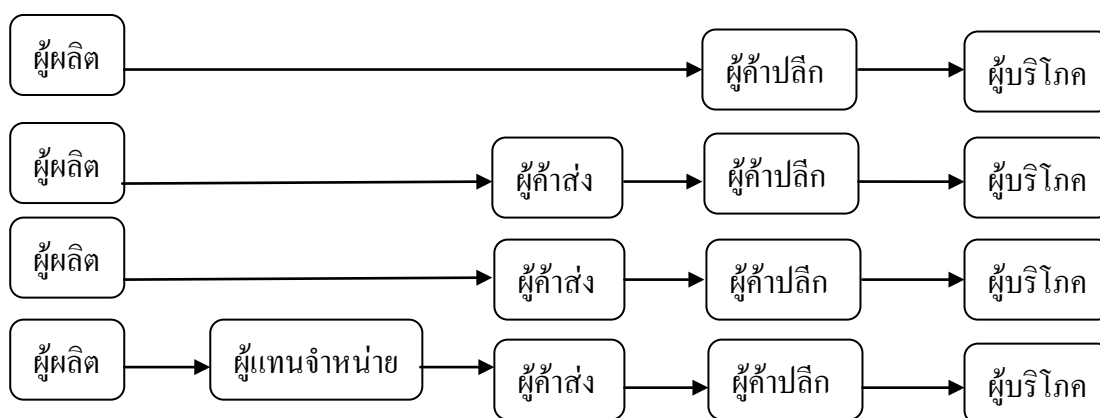 ผู้ผลิต ผู้ค้าปลีก ผู้บริโภค
ผู้ผลิต ผู้ค้าส่ง ผู้ค้าปลีก ผู้บริโภค
ผู้ผลิต ผู้ค้าส่ง ผู้ค้าปลีก ผู้บริโภค
ผู้ผลิต ผู้แทนจำหน่าย ผู้ค้าส่ง ผู้ค้าปลีก ผู้บริโภค